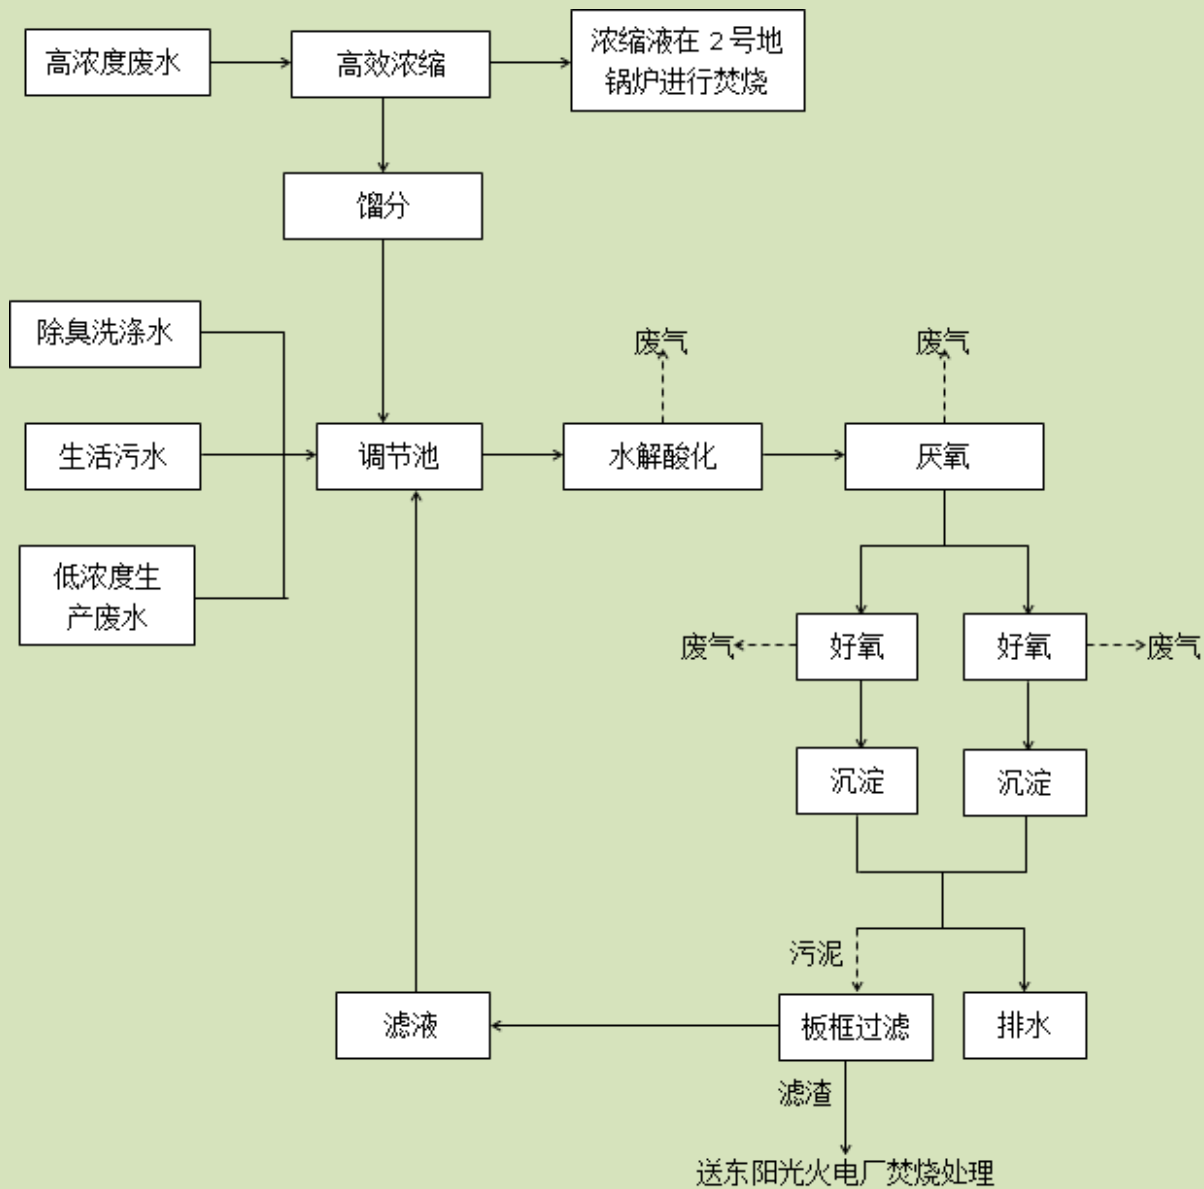 高浓度废水
高效浓缩
浓缩液在 2 号地
锅炉进行焚烧
馏分
除臭洗涤水
废气
废气
生活污水
调节池
水解酸化
厌氧
低浓度生
产废水
废气
好氧
好氧
废气
沉淀
沉淀
污泥
滤液
板框过滤
排水
滤渣
送东阳光火电厂焚烧处理